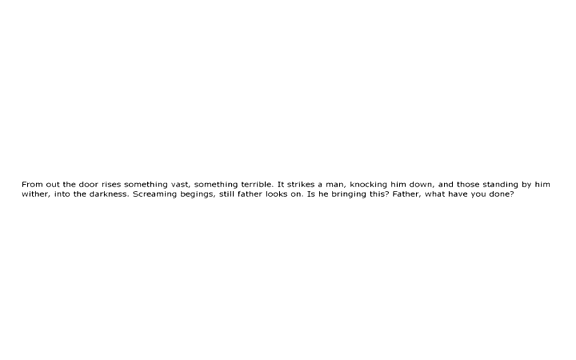 From out the door rises something vast, something terrible. It strikes a man, knocking him down, and those standing by him
wither, into the darkness. Screaming begings, still father looks on. Is he bringing this? Father, what have you done?